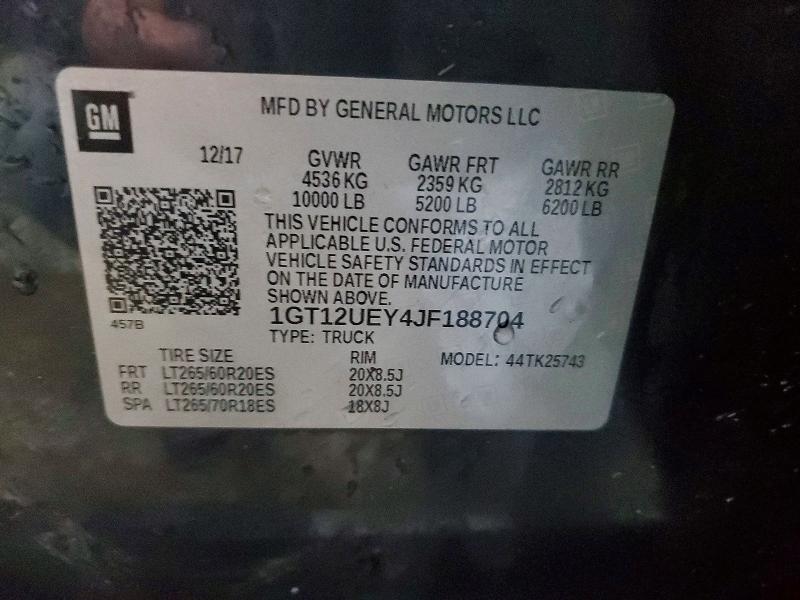 GM
MFD BY GENERAL MOTORS LLC
12/17 GVWR GAWR FRT GAWR RR
4536 KG 2359 KG 2812 KG
10000 LB 5200 LB 6200 LB
THIS VEHICLE CONFORMS TO ALL
APPLICABLE U.S. FEDERAL MOTOR
VEHICLE SAFETY STANDARDS IN EFFECT
ON THE DATE OF MANUFACTURE
SHOWN ABOVE.
457B
1GT12UEY4JF188704
TYPE: TRUCK
TIRE SIZE RIM MODEL: 44TK25743
FRT LT265/60R20ES 20X8.5J
RR LT265/60R20ES 20X8.5J
SPA LT265/70R18ES 18X8J